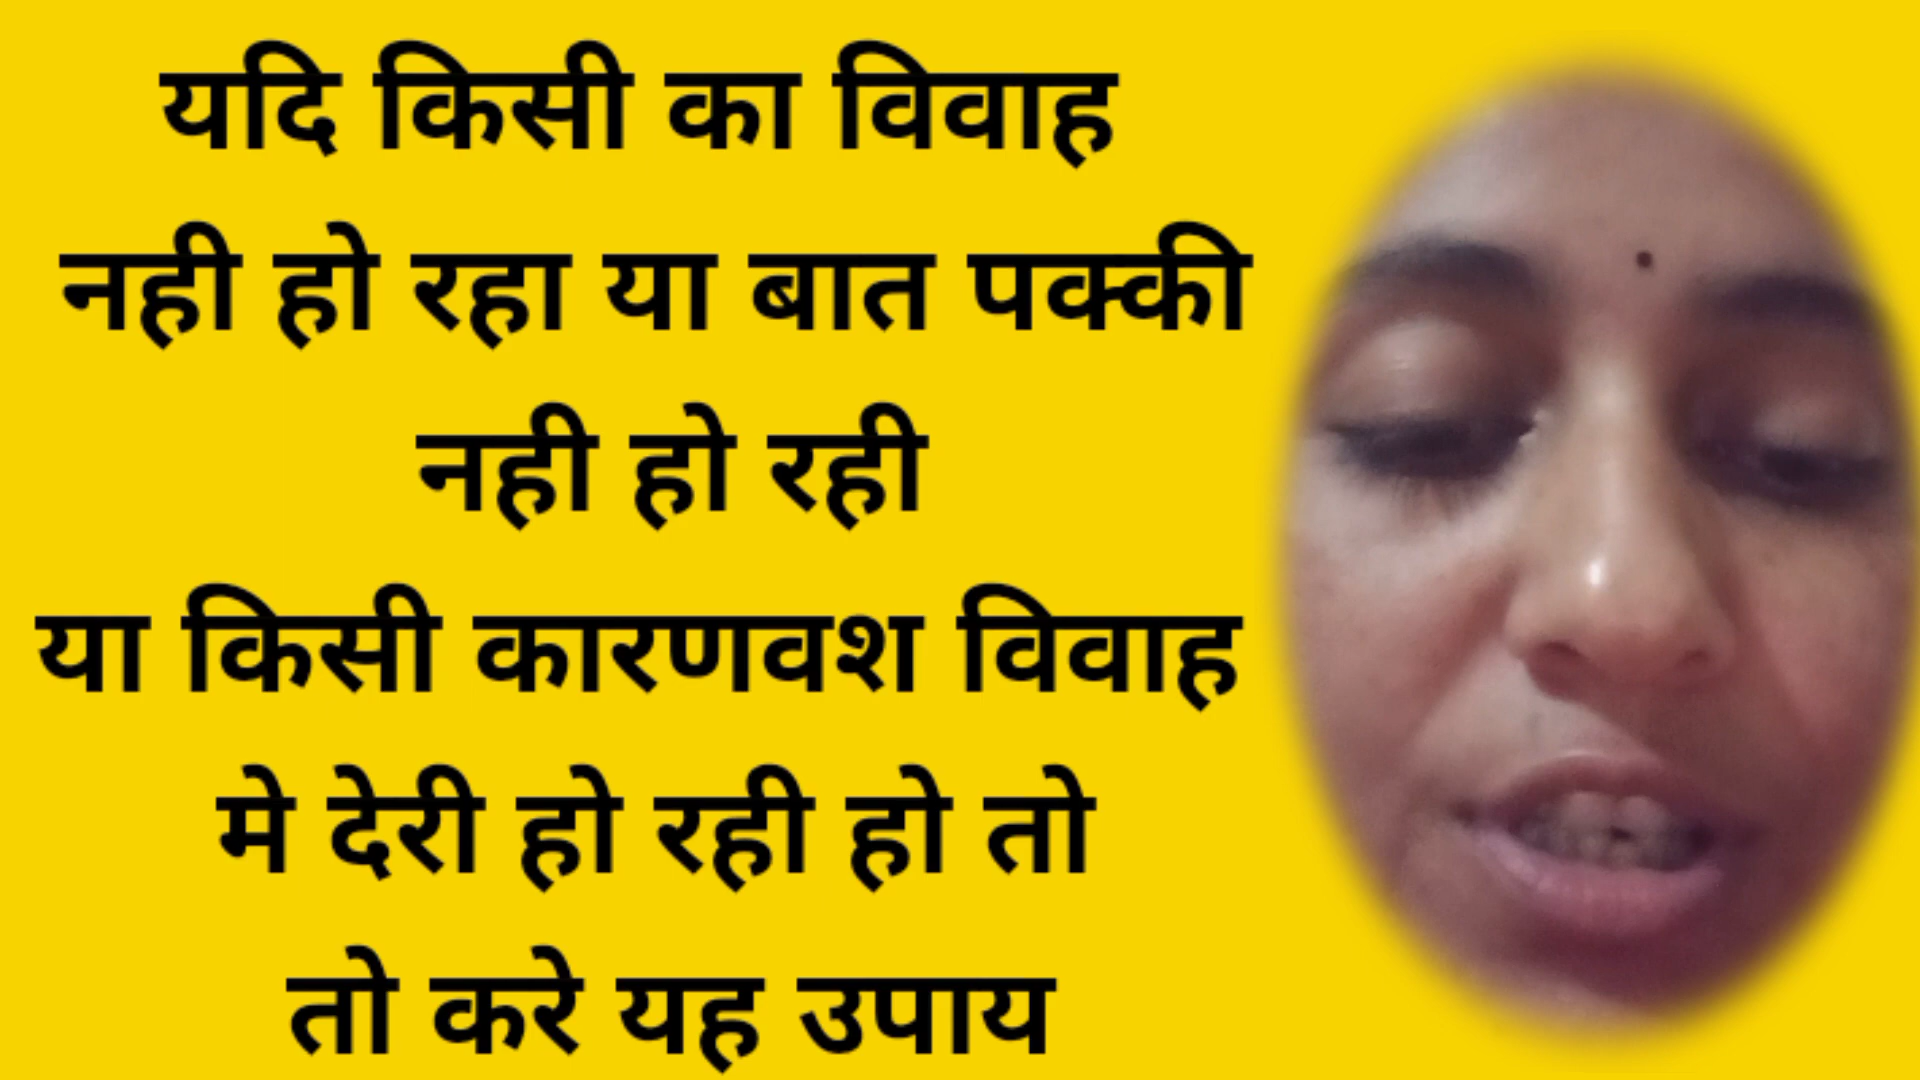 यदि किसी का विवाह
नही हो रहा या बात पक्की
नही हो रही
या किसी कारणवश विवाह
मे देरी हो रही हो तो
तो करे यह उपाय